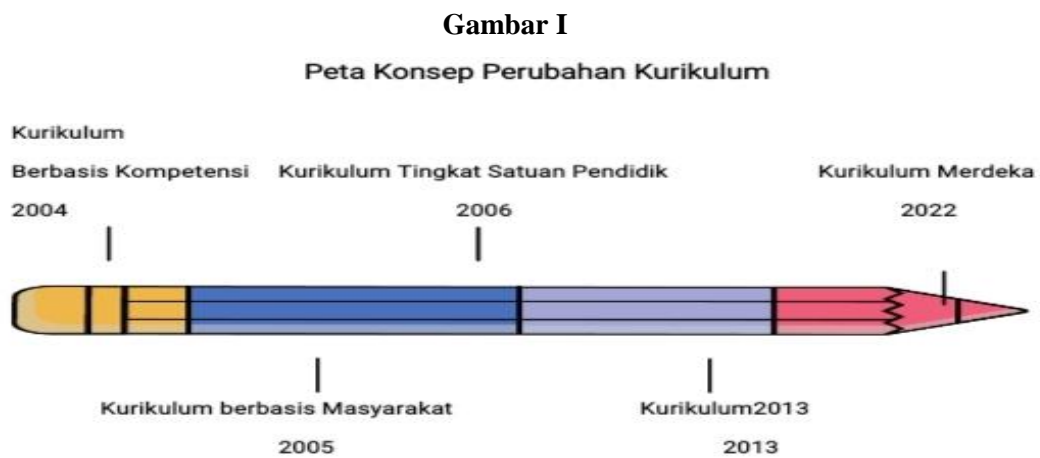 Gambar I
Peta Konsep Perubahan Kurikulum
Kurikulum
Berbasis Kompetensi
2004
Kurikulum Tingkat Satuan Pendidik
2006
Kurikulum Merdeka
2022
Kurikulum berbasis Masyarakat
2005
Kurikulum2013
2013